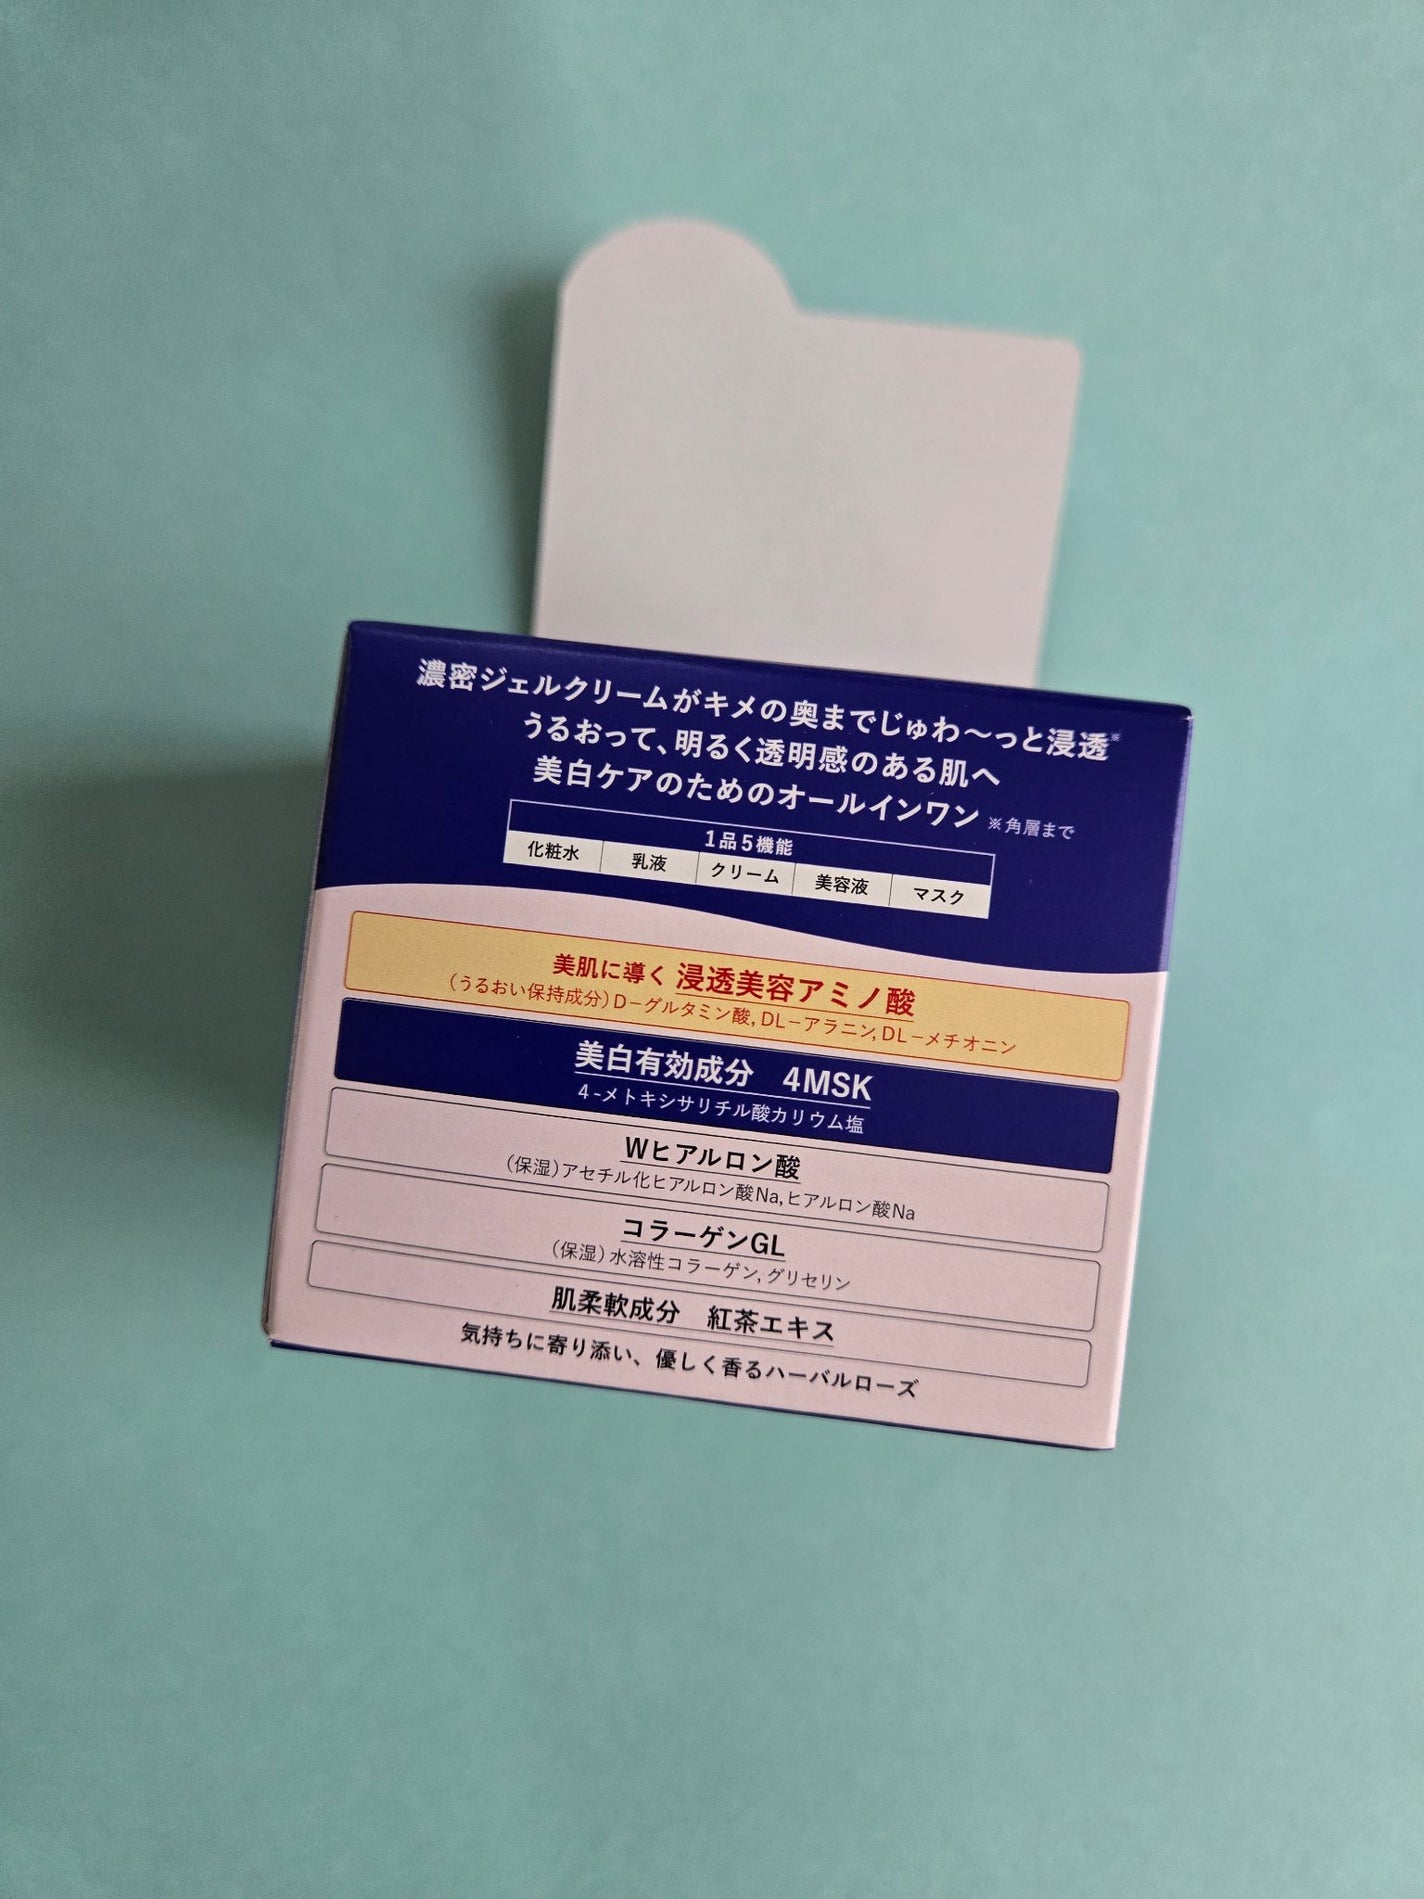 濃密ジェルクリームがキメの奥までじゅわ〜っと浸透※
うるおって、明るく透明感のある肌へ
美白ケアのためのオールインワン ※角層まで
1品5機能
化粧水 乳液 クリーム 美容液 マスク
美肌に導く 浸透美容アミノ酸
(うるおい保持成分)D−グルタミン酸, DL−アラニン, DL−メチオニン
美白有効成分 4MSK
4-メトキシサリチル酸カリウム塩
Wヒアルロン酸
(保湿)アセチル化ヒアルロン酸Na, ヒアルロン酸Na
コラーゲンGL
(保湿)水溶性コラーゲン, グリセリン
肌柔軟成分 紅茶エキス
気持ちに寄り添い、優しく香るハーバルローズ